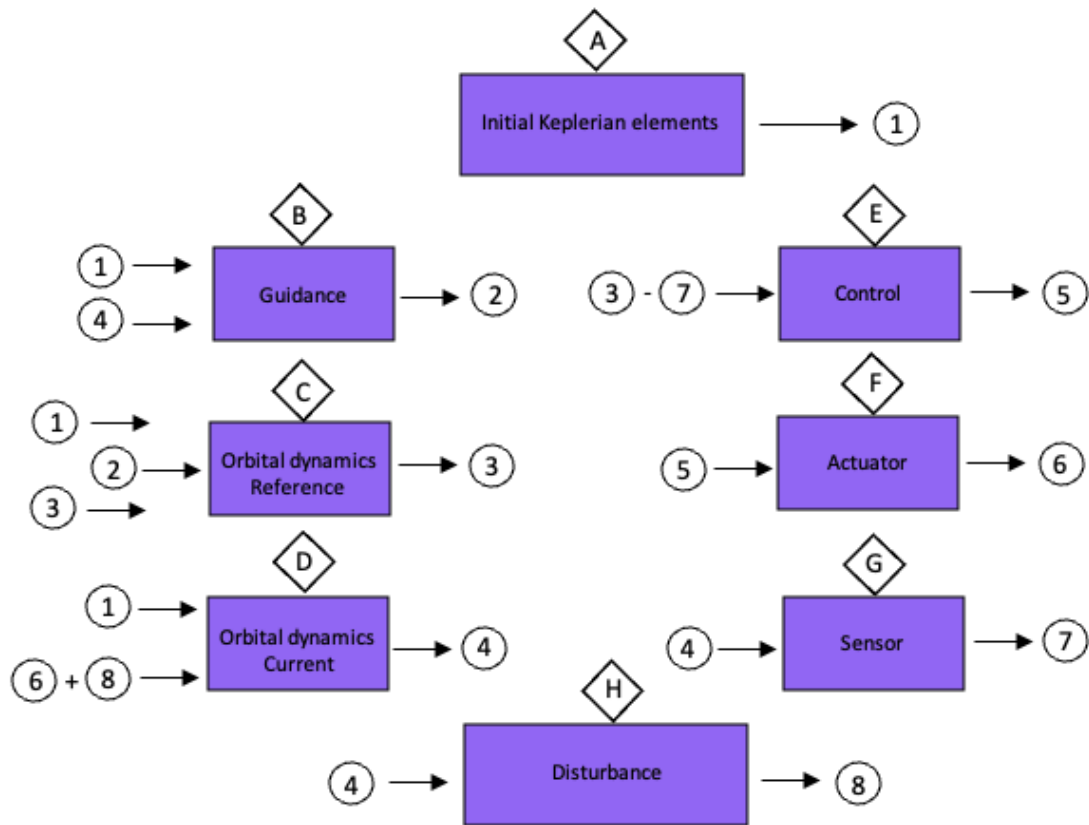 A
Initial Keplerian elements
1
B
1
4
Guidance
2
E
3 - 7
Control
5
C
1
2
3
Orbital dynamics
Reference
3
F
5
Actuator
6
D
1
6 + 8
Orbital dynamics
Current
4
G
4
Sensor
7
H
4
Disturbance
8